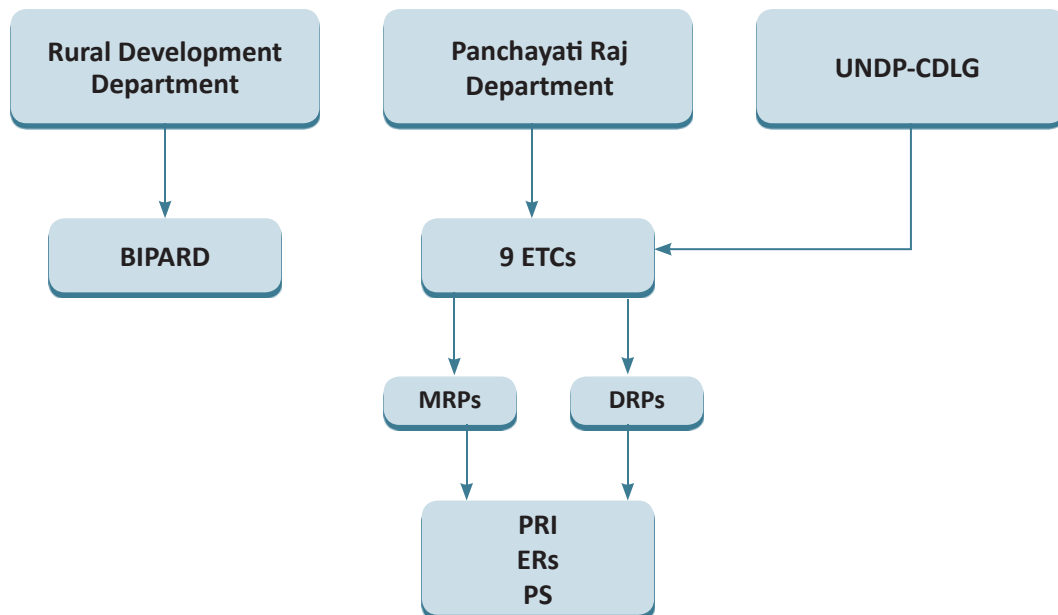 Rural Development
Department
Panchayati Raj
Department
UNDP-CDLG
BIPARD
9 ETCs
MRPs
DRPs
PRI
ERs
PS